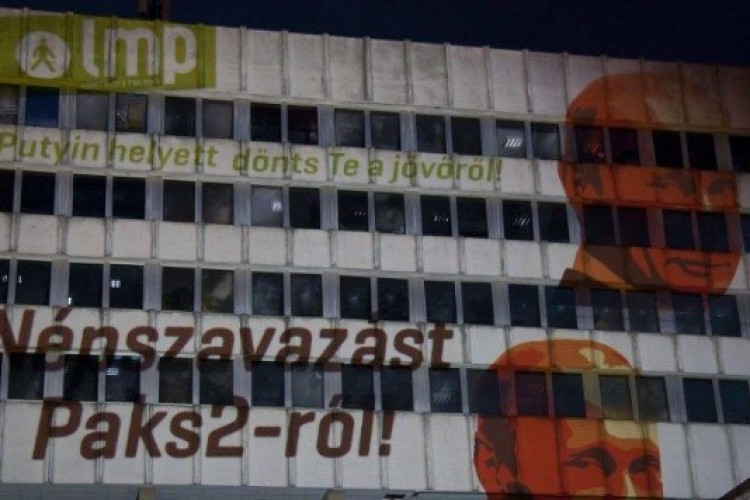 lmp
Putyin helyett dönts Te a jövőről!
Népszavazást
Paks2-ről!